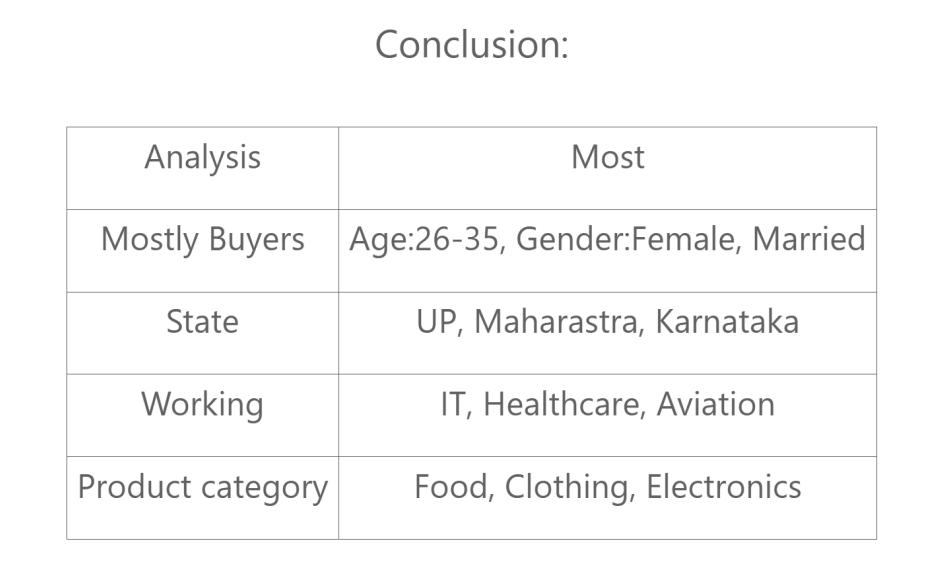 Conclusion:
Analysis Most
Mostly Buyers Age:26-35, Gender:Female, Married
State UP, Maharastra, Karnataka
Working IT, Healthcare, Aviation
Product category Food, Clothing, Electronics